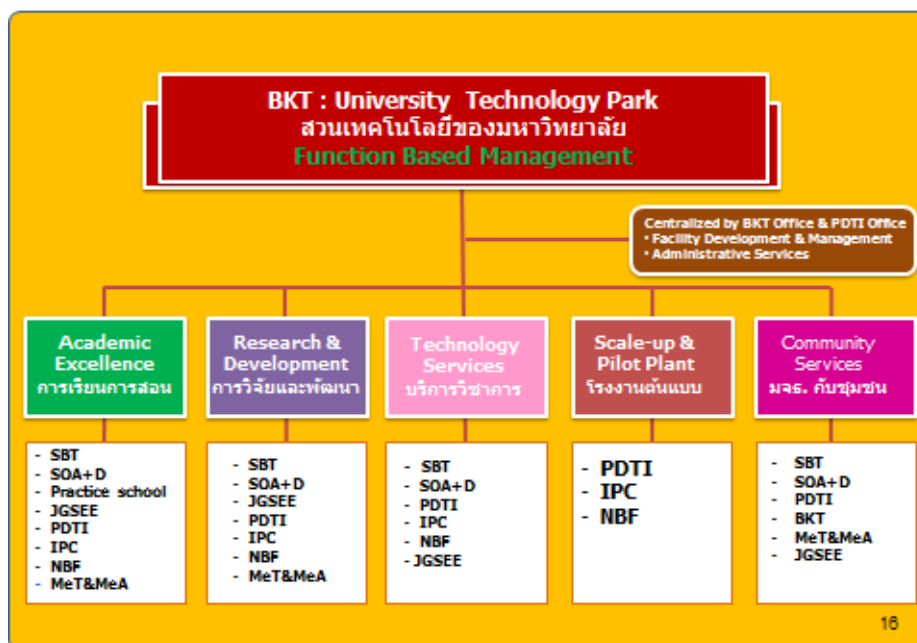 BKT : University Technology Park
สวนเทคโนโลยีของมหาวิทยาลัย
Function Based Management
Centralized by BKT Office & PDTI Office
• Facility Development & Management
• Administrative Services
Academic
Excellence
การเรียนการสอน
Research &
Development
การวิจัยและพัฒนา
Technology
Services
บริการวิชาการ
Scale-up &
Pilot Plant
โรงงานต้นแบบ
Community
Services
มจธ. กับชุมชน
- SBT
- SOA+D
- Practice school
- JGSEE
- PDTI
- IPC
- NBF
- MeT&MeA
- SBT
- SOA+D
- JGSEE
- PDTI
- IPC
- NBF
- MeT&MeA
- SBT
- SOA+D
- PDTI
- IPC
- NBF
-JGSEE
- PDTI
- IPC
- NBF
- SBT
- SOA+D
- PDTI
- BKT
- MeT&MeA
- JGSEE
16